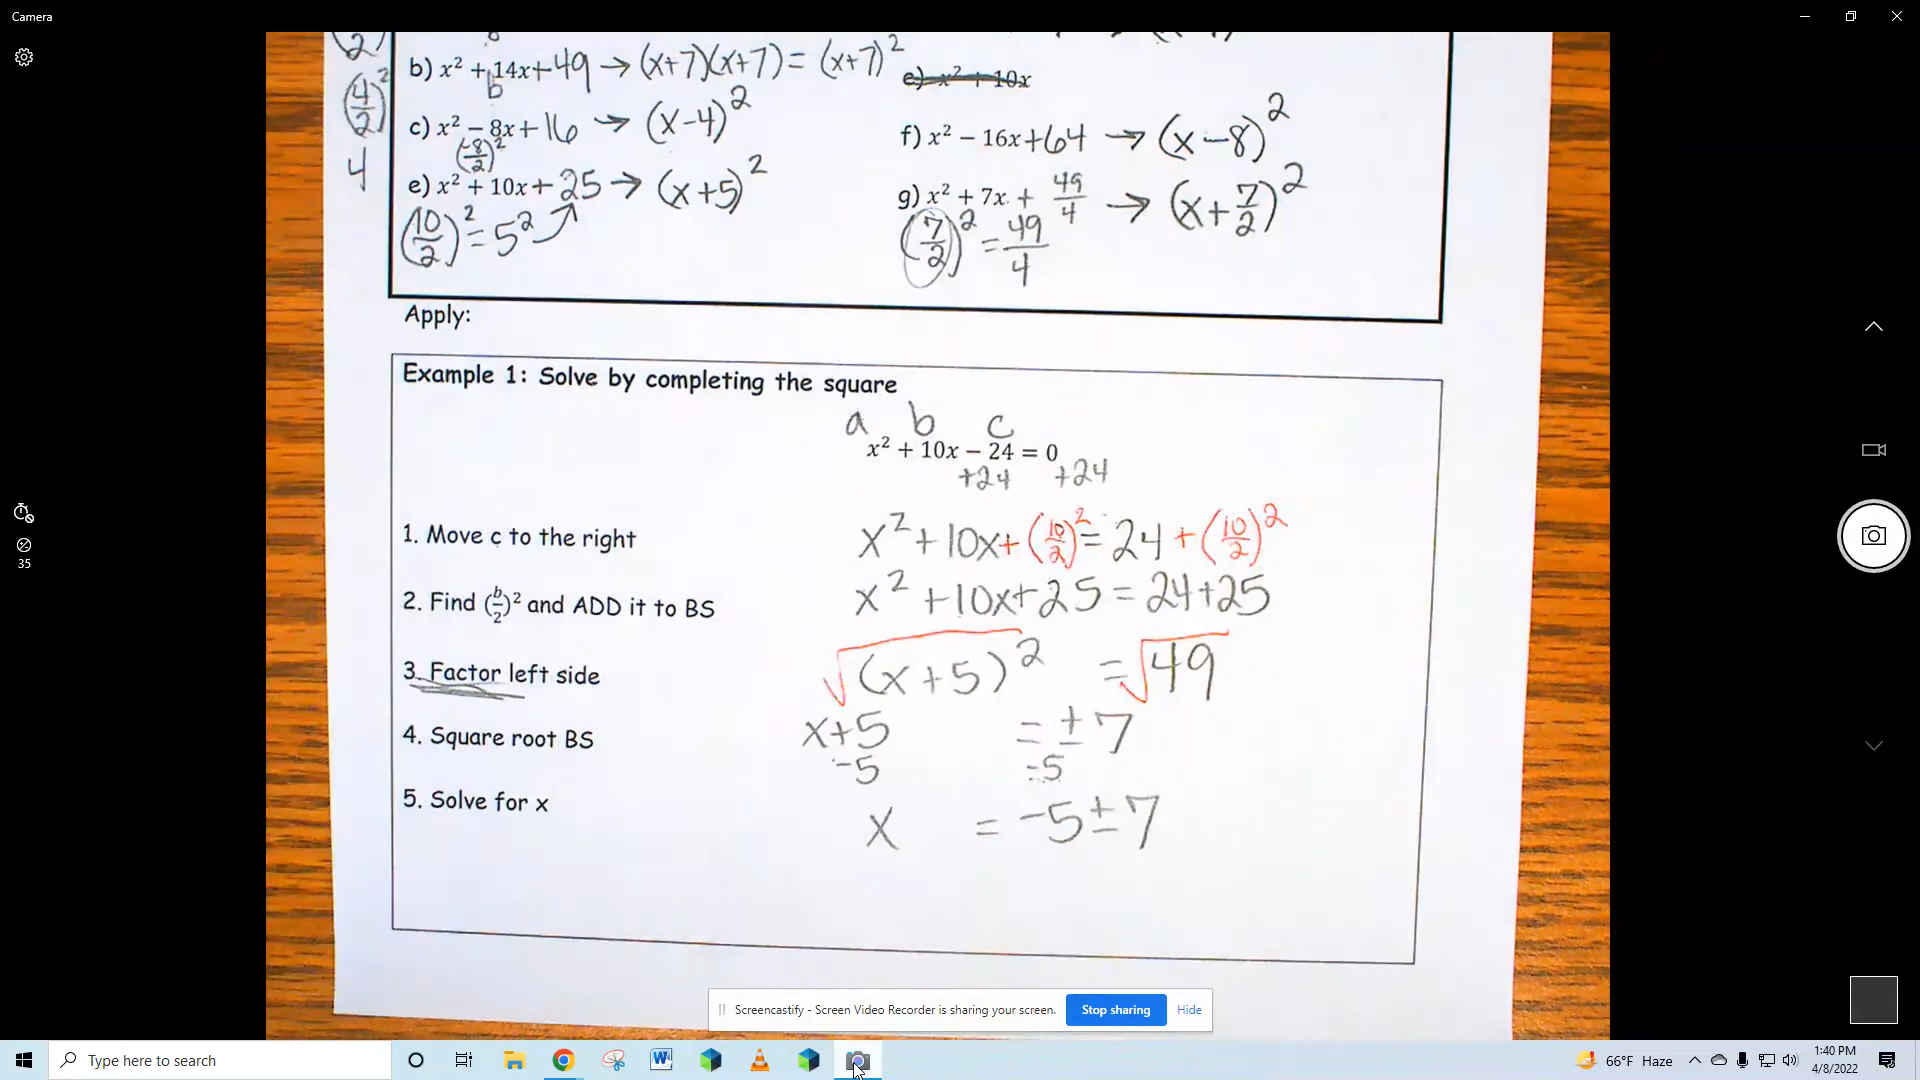 Camera
b) x² + 14x + 49 → (x+7)(x+7) = (x+7)²
b
(4/2)²
4
c) x² − 8x + 16 → (x−4)²
(-8/2)²
e) x² + 10x + 25 → (x+5)²
(10/2)² = 5²
e) x² + 10x
f) x² − 16x + 64 → (x−8)²
g) x² + 7x + 49/4 → (x+7/2)²
(7/2)² = 49/4
Apply:
Example 1: Solve by completing the square
a b c
x² + 10x − 24 = 0
+24 +24
1. Move c to the right
x² + 10x + (10/2)² = 24 + (10/2)²
2. Find (b/2)² and ADD it to BS
x² + 10x + 25 = 24 + 25
3. Factor left side
√(x+5)² = √49
4. Square root BS
x+5 = ±7
-5 -5
5. Solve for x
x = -5±7
35
Screencastify - Screen Video Recorder is sharing your screen.
Stop sharing
Hide
Type here to search
66°F Haze
1:40 PM
4/8/2022